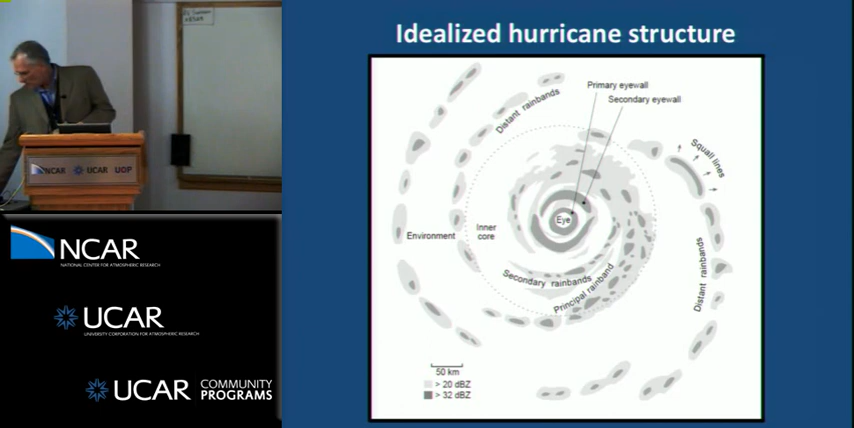 Idealized hurricane structure
Primary eyewall
Secondary eyewall
Distant rainbands
Squall lines
Eye
Environment
Inner
core
Secondary rainbands
Principal rainband
Distant rainbands
50 km
> 20 dBZ
> 32 dBZ
NCAR UCAR UOP
NCAR
NATIONAL CENTER FOR ATMOSPHERIC RESEARCH
UCAR
UNIVERSITY CORPORATION FOR ATMOSPHERIC RESEARCH
UCAR COMMUNITY
PROGRAMS